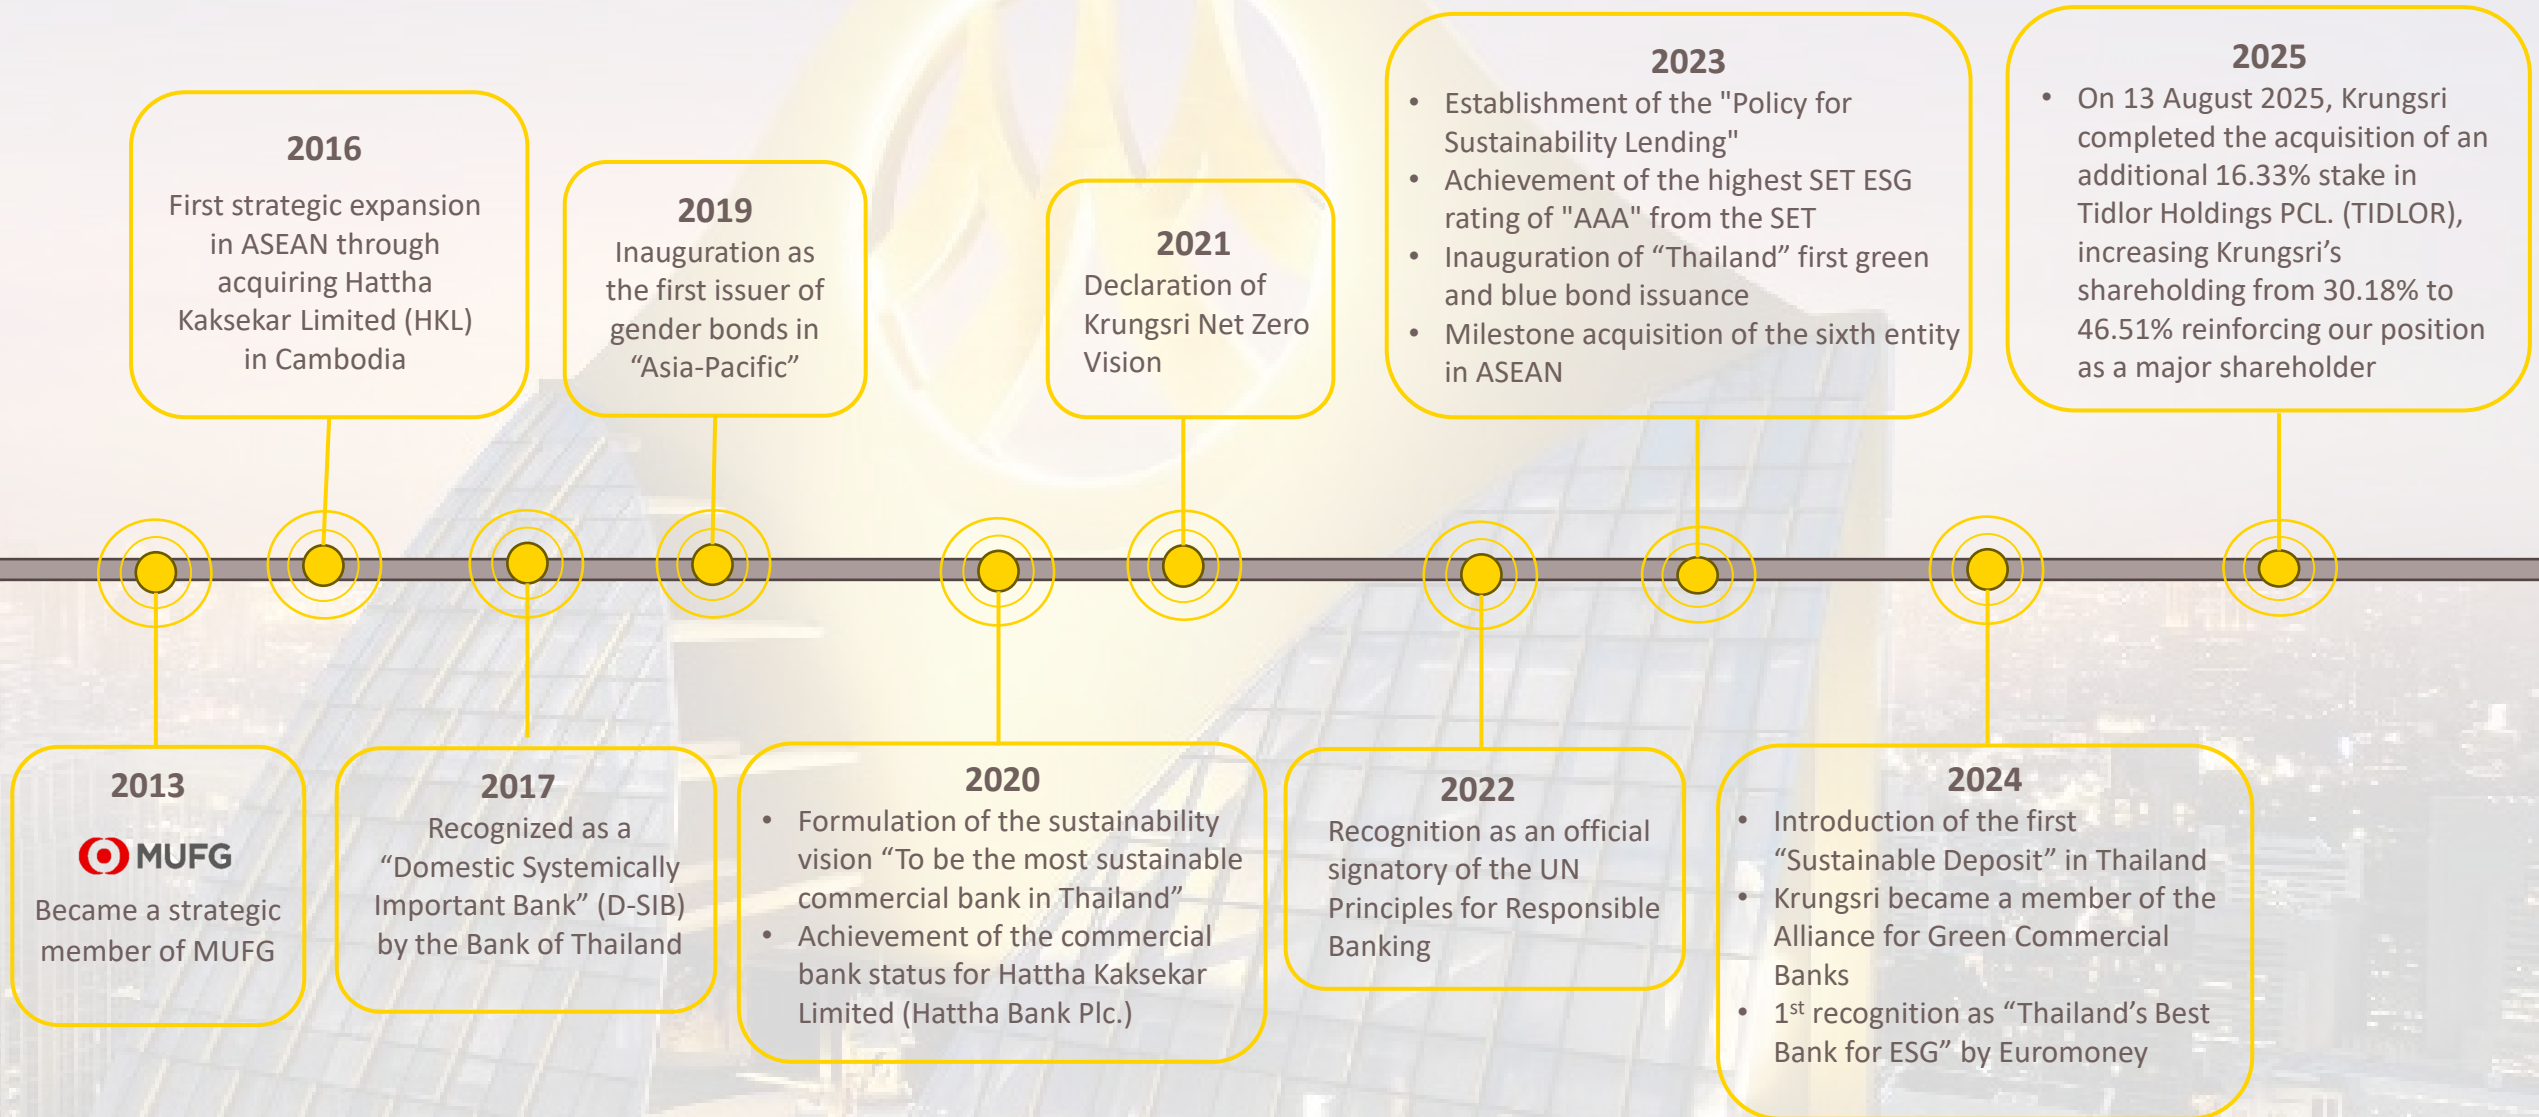 2013
MUFG
Became a strategic
member of MUFG
2016
First strategic expansion
in ASEAN through
acquiring Hattha
Kaksekar Limited (HKL)
in Cambodia
2017
Recognized as a
“Domestic Systemically
Important Bank” (D-SIB)
by the Bank of Thailand
2019
Inauguration as
the first issuer of
gender bonds in
“Asia-Pacific”
2020
• Formulation of the sustainability
vision “To be the most sustainable
commercial bank in Thailand”
• Achievement of the commercial
bank status for Hattha Kaksekar
Limited (Hattha Bank Plc.)
2021
Declaration of
Krungsri Net Zero
Vision
2022
Recognition as an official
signatory of the UN
Principles for Responsible
Banking
2023
• Establishment of the "Policy for
Sustainability Lending"
• Achievement of the highest SET ESG
rating of "AAA" from the SET
• Inauguration of “Thailand” first green
and blue bond issuance
• Milestone acquisition of the sixth entity
in ASEAN
2024
• Introduction of the first
“Sustainable Deposit” in Thailand
• Krungsri became a member of the
Alliance for Green Commercial
Banks
• 1st recognition as “Thailand’s Best
Bank for ESG” by Euromoney
2025
• On 13 August 2025, Krungsri
completed the acquisition of an
additional 16.33% stake in
Tidlor Holdings PCL. (TIDLOR),
increasing Krungsri’s
shareholding from 30.18% to
46.51% reinforcing our position
as a major shareholder